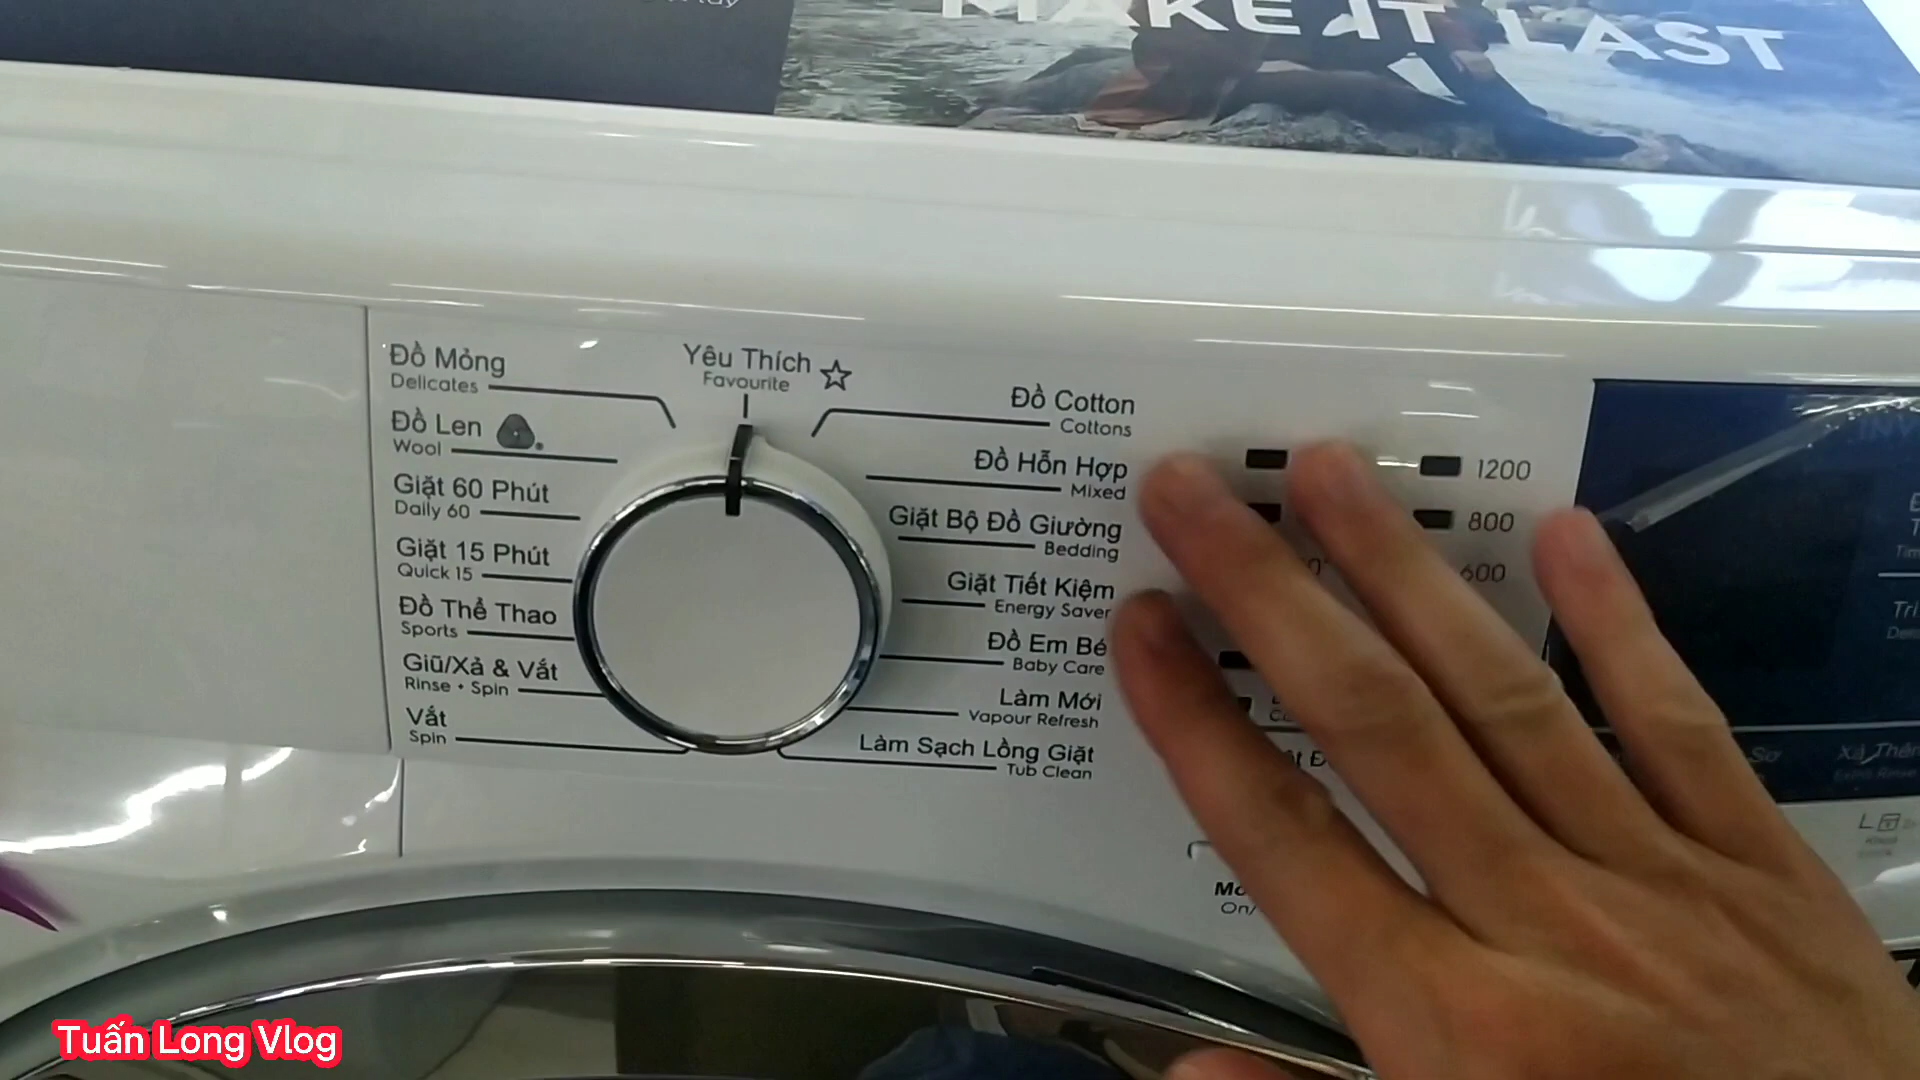 MAKE IT LAST
Yêu Thích
Favourite
Đồ Mỏng
Delicates
Đồ Len
Wool
Giặt 60 Phút
Daily 60
Giặt 15 Phút
Quick 15
Đồ Thể Thao
Sports
Giũ/Xả & Vắt
Rinse + Spin
Vắt
Spin
Đồ Cotton
Cottons
Đồ Hỗn Hợp
Mixed
Giặt Bộ Đồ Giường
Bedding
Giặt Tiết Kiệm
Energy Saver
Đồ Em Bé
Baby Care
Làm Mới
Vapour Refresh
Làm Sạch Lồng Giặt
Tub Clean
1200
800
600
On/
Tuấn Long Vlog